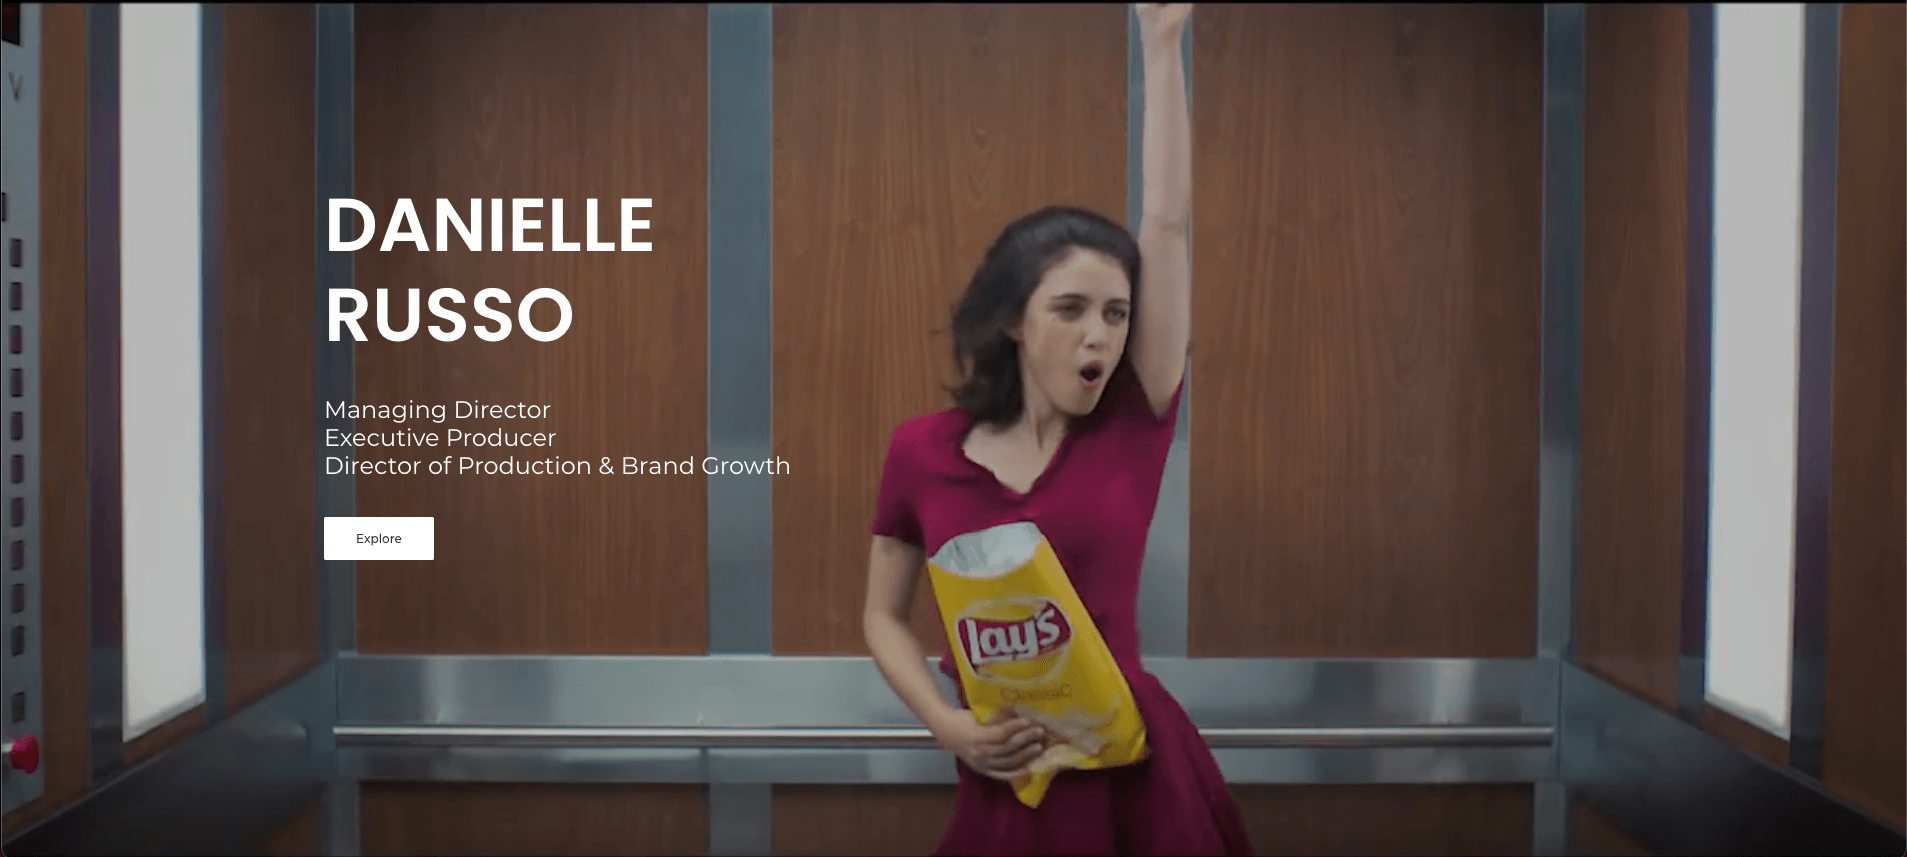 DANIELLE
RUSSO
Managing Director
Executive Producer
Director of Production & Brand Growth
Explore
Lay's
Classic